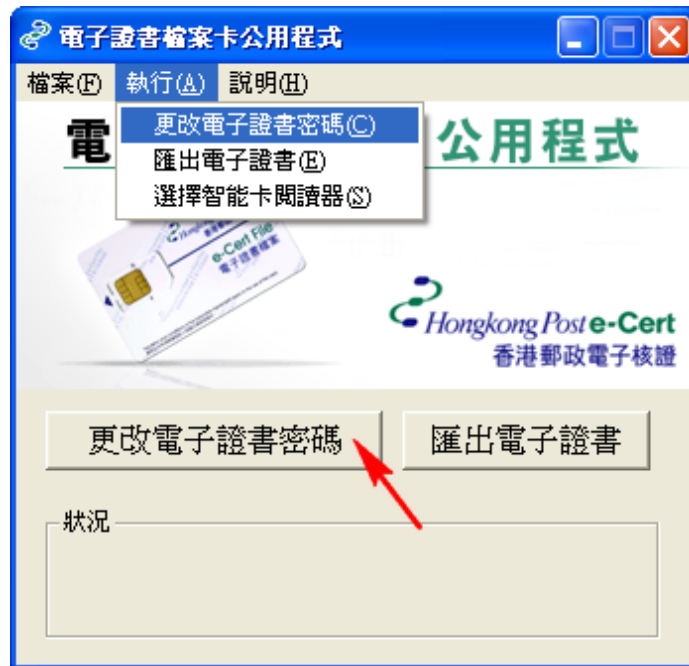 電子證書檔案卡公用程式
檔案(F) 執行(A) 說明(H)
更改電子證書密碼(C)
匯出電子證書(E)
選擇智能卡閱讀器(S)
電 公用程式
e-Cert File
電子證書檔案
Hongkong Post e-Cert
香港郵政電子核證
更改電子證書密碼 匯出電子證書
狀況